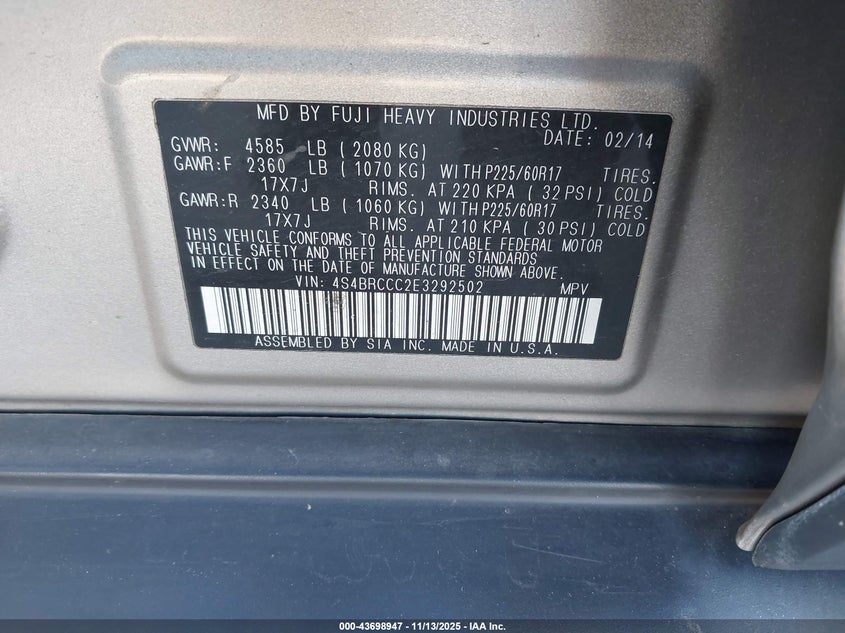 MFD BY FUJI HEAVY INDUSTRIES LTD.
DATE: 02/14
GVWR: 4585 LB ( 2080 KG)
GAWR:F 2360 LB ( 1070 KG) WITH P225/60R17 TIRES.
17X7J RIMS. AT 220 KPA ( 32 PSI) COLD
GAWR:R 2340 LB ( 1060 KG) WITH P225/60R17 TIRES.
17X7J RIMS. AT 210 KPA ( 30 PSI) COLD
THIS VEHICLE CONFORMS TO ALL APPLICABLE FEDERAL MOTOR
VEHICLE SAFETY AND THEFT PREVENTION STANDARDS
IN EFFECT ON THE DATE OF MANUFACTURE SHOWN ABOVE.
VIN: 4S4BRCCC2E3292502 MPV
ASSEMBLED BY SIA INC. MADE IN U.S.A.
000-43698947 - 11/13/2025 - IAA Inc.